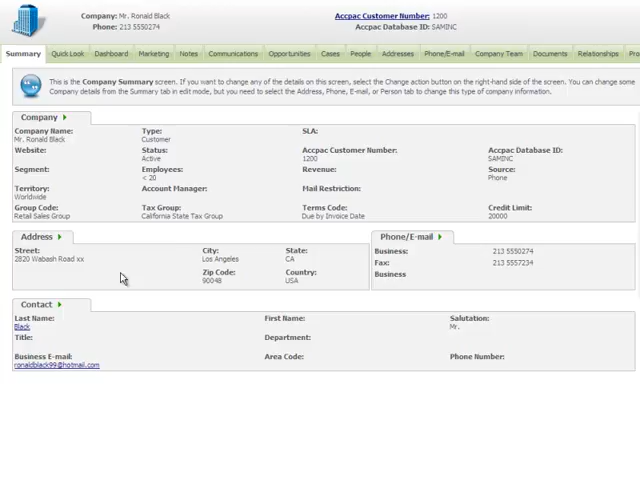 Company: Mr. Ronald Black
Accpac Customer Number: 1200
Phone: 213 5550274
Accpac Database ID: SAMINC
Summary Quick Look Dashboard Marketing Notes Communications Opportunities Cases People Addresses Phone/E-mail Company Team Documents Relationships Pro
This is the Company Summary screen. If you want to change any of the details on this screen, select the Change action button on the right-hand side of the screen. You can change some
Company details from the Summary tab in edit mode, but you need to select the Address, Phone, E-mail, or Person tab to change this type of company information.
Company
Company Name: Type: SLA:
Mr. Ronald Black Customer
Website: Status: Accpac Customer Number: Accpac Database ID:
Active 1200 SAMINC
Segment: Employees: Revenue: Source:
< 20 Phone
Territory: Account Manager: Mail Restriction:
Worldwide
Group Code: Tax Group: Terms Code: Credit Limit:
Retail Sales Group California State Tax Group Due by Invoice Date 20000
Address
Street: City: State:
2820 Wabash Road xx Los Angeles CA
Zip Code: Country:
90048 USA
Phone/E-mail
Business: 213 5550274
Fax: 213 5557234
Business
Contact
Last Name: First Name: Salutation:
Black Mr.
Title: Department:
Business E-mail: Area Code: Phone Number:
ronaldblack99@hotmail.com